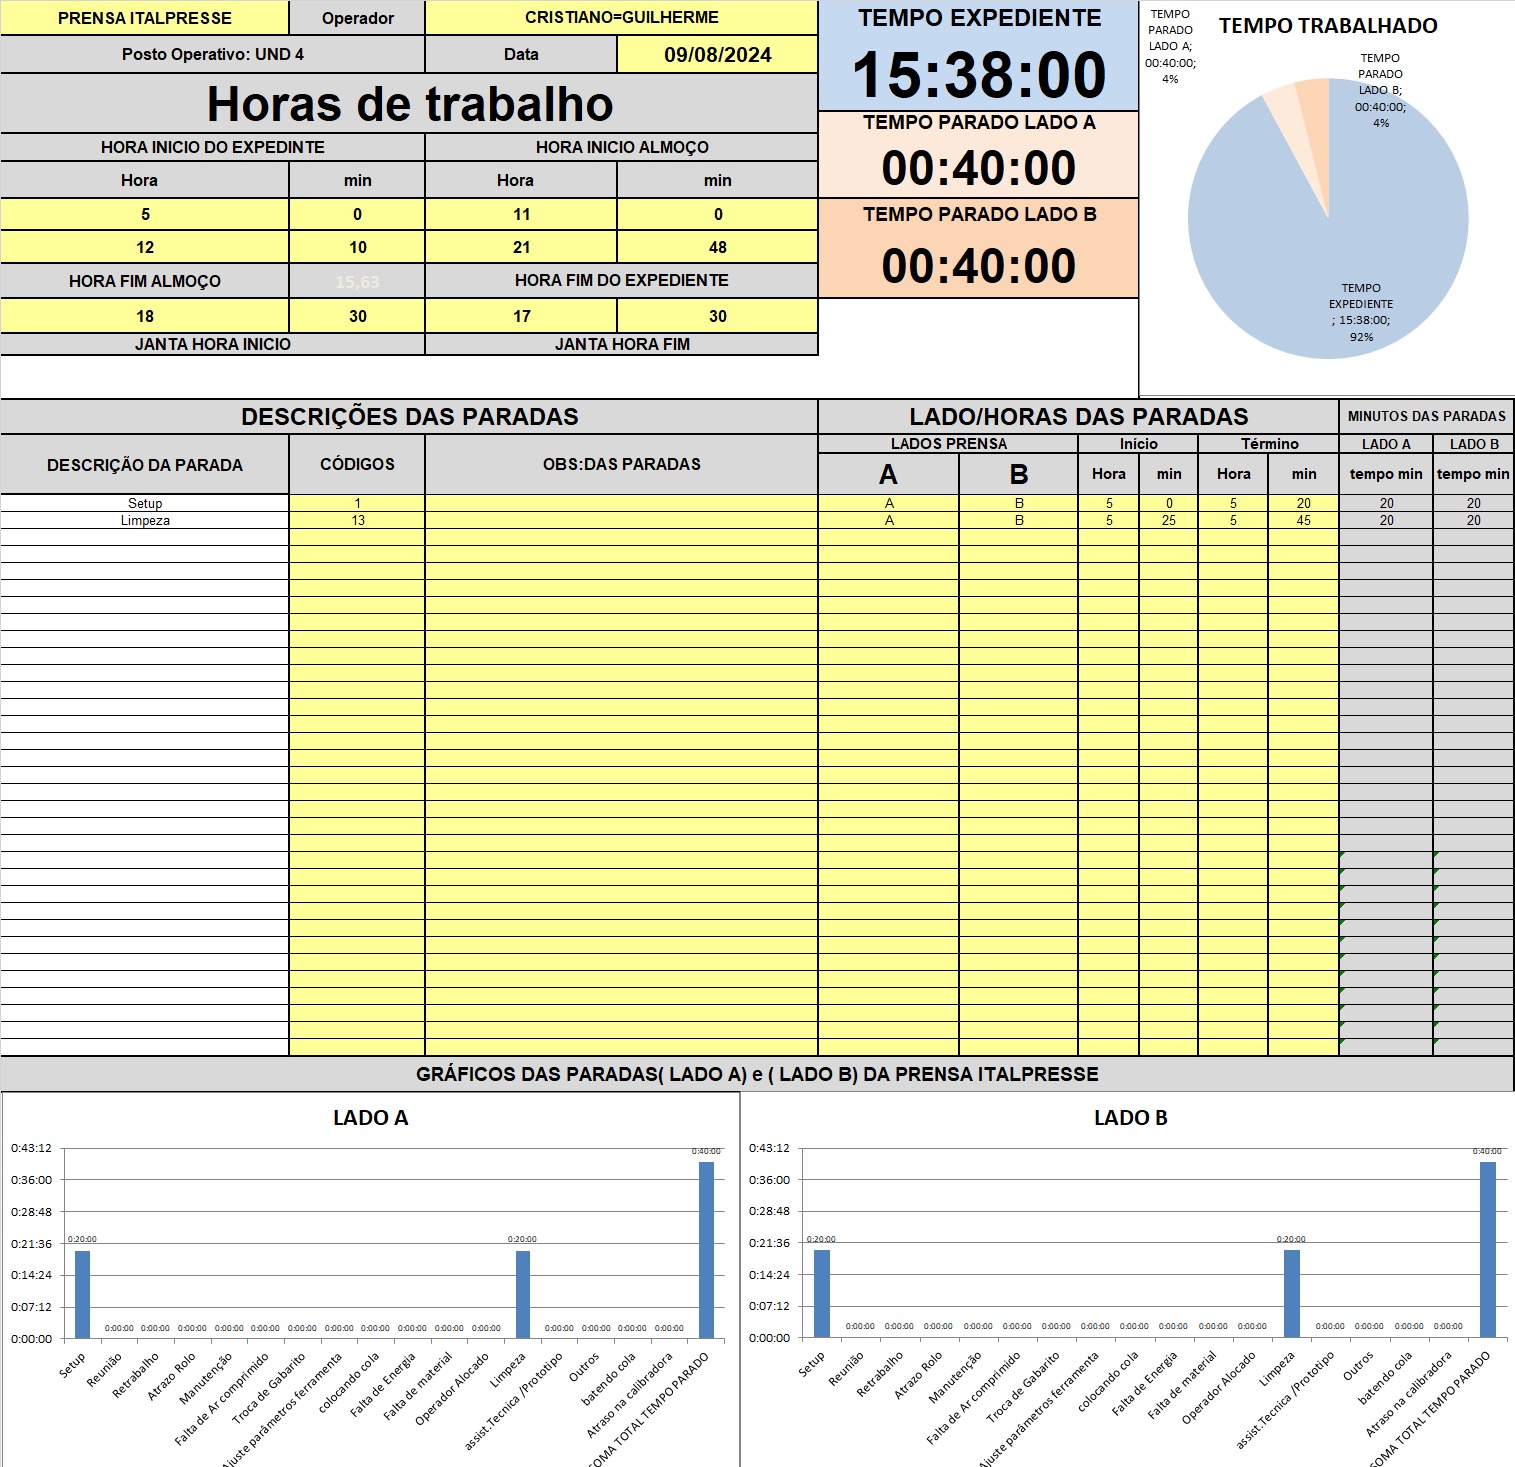 PRENSA ITALPRESSE Operador CRISTIANO=GUILHERME
Posto Operativo: UND 4 Data 09/08/2024
Horas de trabalho
HORA INICIO DO EXPEDINTE HORA INICIO ALMOÇO
Hora min Hora min
5 0 11 0
12 10 21 48
HORA FIM ALMOÇO 15,63 HORA FIM DO EXPEDIENTE
18 30 17 30
JANTA HORA INICIO JANTA HORA FIM
TEMPO EXPEDIENTE
15:38:00
TEMPO PARADO LADO A
00:40:00
TEMPO PARADO LADO B
00:40:00
TEMPO TRABALHADO
TEMPO
PARADO
LADO A;
00:40:00;
4%
TEMPO
PARADO
LADO B;
00:40:00;
4%
TEMPO
EXPEDIENTE
; 15:38:00;
92%
DESCRIÇÕES DAS PARADAS LADO/HORAS DAS PARADAS MINUTOS DAS PARADAS
DESCRIÇÃO DA PARADA CÓDIGOS OBS:DAS PARADAS LADOS PRENSA Início Término LADO A LADO B
A B Hora min Hora min tempo min tempo min
Setup 1 A B 5 0 5 20 20 20
Limpeza 13 A B 5 25 5 45 20 20
GRÁFICOS DAS PARADAS( LADO A) e ( LADO B) DA PRENSA ITALPRESSE
LADO A
0:43:12
0:36:00
0:28:48
0:21:36
0:14:24
0:07:12
0:00:00
0:20:00 0:00:00 0:00:00 0:00:00 0:00:00 0:00:00 0:00:00 0:00:00 0:00:00 0:00:00 0:00:00 0:00:00 0:20:00 0:00:00 0:00:00 0:00:00 0:00:00 0:40:00
Setup
Reunião
Retrabalho
Atrazo Rolo
Manutenção
Falta de Ar comprimido
Troca de Gabarito
Ajuste parâmetros ferramenta
colocando cola
Falta de Energia
Falta de material
Operador Alocado
Limpeza
assist.Tecnica /Prototipo
Outros
batendo cola
Atraso na calibradora
SOMA TOTAL TEMPO PARADO
LADO B
0:43:12
0:36:00
0:28:48
0:21:36
0:14:24
0:07:12
0:00:00
0:20:00 0:00:00 0:00:00 0:00:00 0:00:00 0:00:00 0:00:00 0:00:00 0:00:00 0:00:00 0:00:00 0:00:00 0:20:00 0:00:00 0:00:00 0:00:00 0:00:00 0:40:00
Setup
Reunião
Retrabalho
Atrazo Rolo
Manutenção
Falta de Ar comprimido
Troca de Gabarito
Ajuste parâmetros ferramenta
colocando cola
Falta de Energia
Falta de material
Operador Alocado
Limpeza
assist.Tecnica /Prototipo
Outros
batendo cola
Atraso na calibradora
SOMA TOTAL TEMPO PARADO